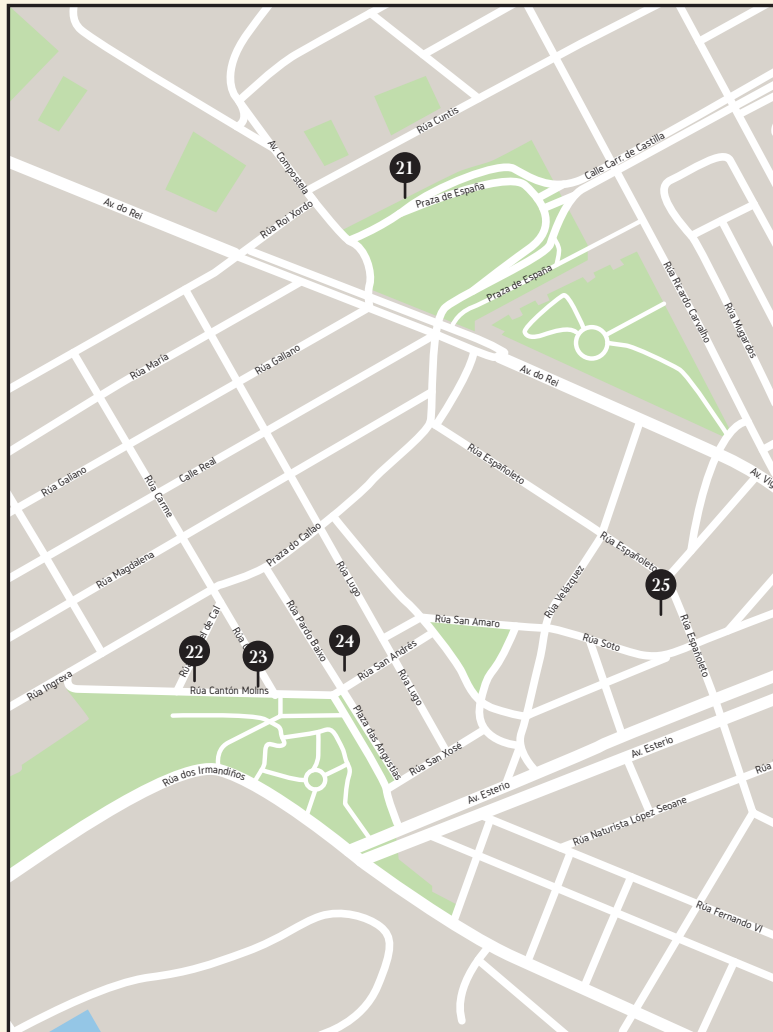 Rúa Cuntis
Av. Compostela
Calle Carr. de Castilla
21
Praza de España
Av. do Rei
Rúa Roi Xordo
Praza de España
Rúa Ricardo Carvalho
Rúa Mugardos
Rúa María
Rúa Galiano
Av. do Rei
Rúa Galiano
Calle Real
Rúa Carme
Rúa Españoleto
Rúa Magdalena
Praza do Callao
Rúa Lugo
Rúa Españoleto
25
Rúa Velázquez
Rúa Pardo Baixo
Rúa San Amaro
Rúa Soto
Rúa Españoleto
22
23
24
Rúa San Andrés
Rúa Ingrexa
Rúa Cantón Molins
Rúa Lugo
Plaza das Angustias
Rúa San Xosé
Av. Esterio
Rúa dos Irmandiños
Av. Esterio
Rúa
Rúa Naturista López Seoane
Rúa Fernando VI